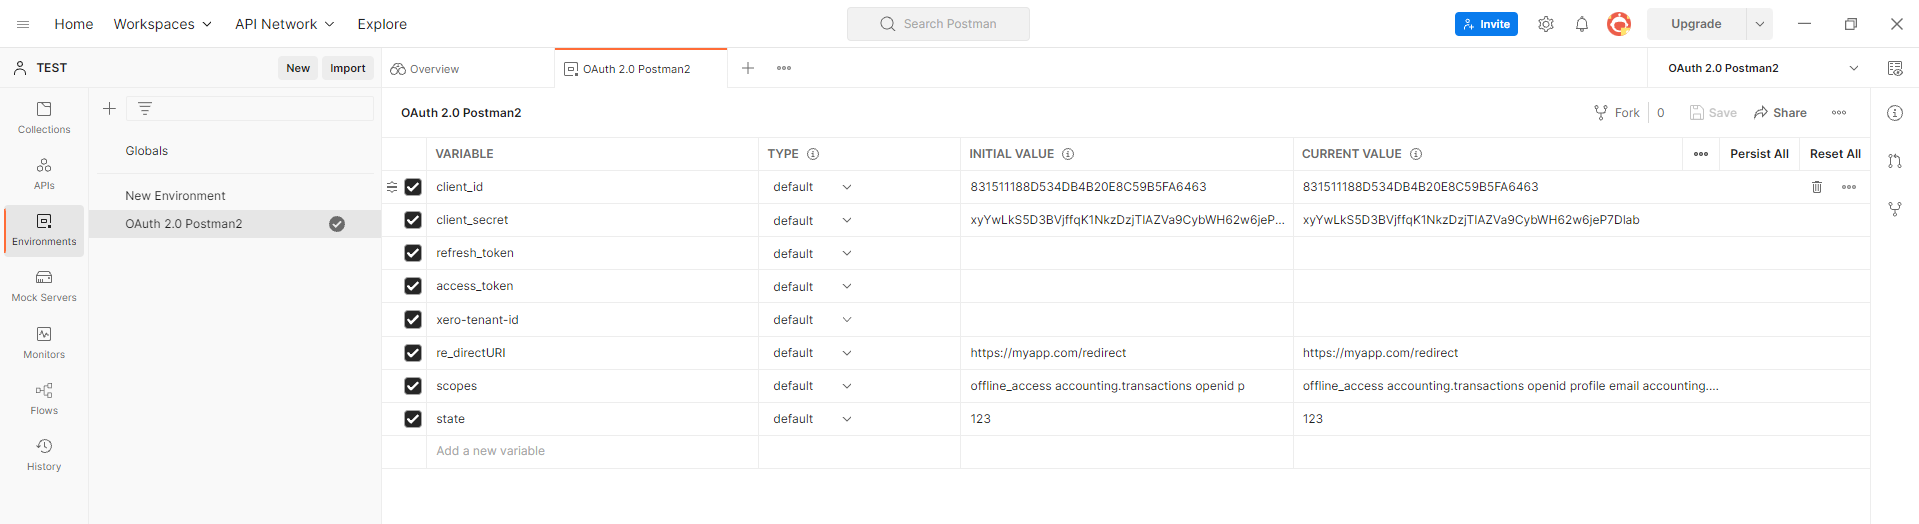 Home Workspaces API Network Explore Search Postman Invite Upgrade
TEST New Import Overview OAuth 2.0 Postman2 OAuth 2.0 Postman2
Collections
APIs
Environments
Mock Servers
Monitors
Flows
History
Globals
New Environment
OAuth 2.0 Postman2
OAuth 2.0 Postman2 Fork 0 Save Share
VARIABLE TYPE INITIAL VALUE CURRENT VALUE Persist All Reset All
client_id default 831511188D534DB4B20E8C59B5FA6463 831511188D534DB4B20E8C59B5FA6463
client_secret default xyYwLkS5D3BVjffqK1NkzDzjTIAZVa9CybWH62w6jeP... xyYwLkS5D3BVjffqK1NkzDzjTIAZVa9CybWH62w6jeP7DIab
refresh_token default
access_token default
xero-tenant-id default
re_directURI default https://myapp.com/redirect https://myapp.com/redirect
scopes default offline_access accounting.transactions openid p offline_access accounting.transactions openid profile email accounting....
state default 123 123
Add a new variable